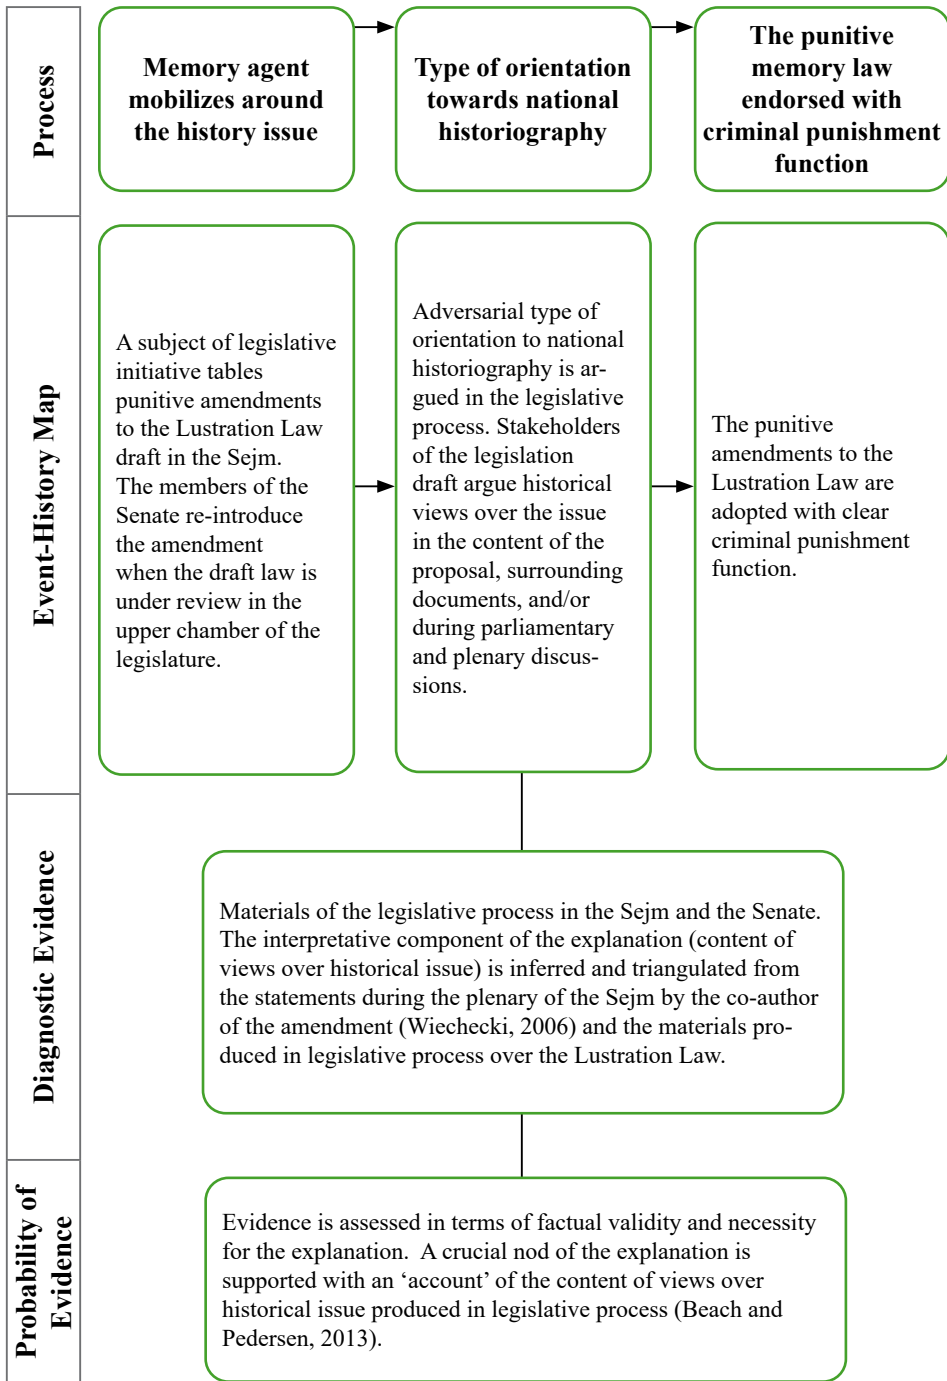 Process
Memory agent
mobilizes around
the history issue
Type of orientation
towards national
historiography
The punitive
memory law
endorsed with
criminal punishment
function
Event-History Map
A subject of legislative
initiative tables
punitive amendments
to the Lustration Law
draft in the Sejm.
The members of the
Senate re-introduce
the amendment
when the draft law is
under review in the
upper chamber of the
legislature.
Adversarial type of
orientation to national
historiography is ar-
gued in the legislative
process. Stakeholders
of the legislation
draft argue historical
views over the issue
in the content of the
proposal, surrounding
documents, and/or
during parliamentary
and plenary discus-
sions.
The punitive
amendments to the
Lustration Law are
adopted with clear
criminal punishment
function.
Diagnostic Evidence
Materials of the legislative process in the Sejm and the Senate.
The interpretative component of the explanation (content of
views over historical issue) is inferred and triangulated from
the statements during the plenary of the Sejm by the co-author
of the amendment (Wiechecki, 2006) and the materials pro-
duced in legislative process over the Lustration Law.
Probability of
Evidence
Evidence is assessed in terms of factual validity and necessity
for the explanation.  A crucial nod of the explanation is
supported with an ‘account’ of the content of views over
historical issue produced in legislative process (Beach and
Pedersen, 2013).